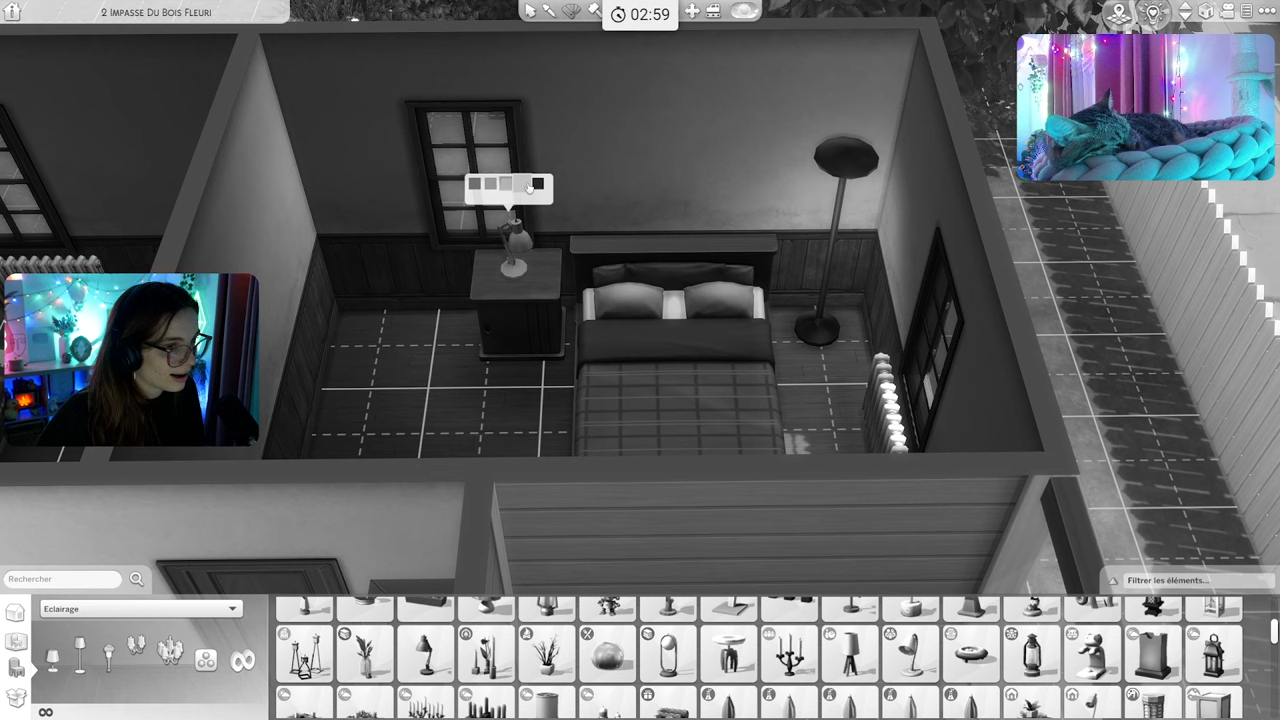 2 Impasse Du Bois Fleuri
02:59
Rechercher
Filtrer les éléments...
Eclairage